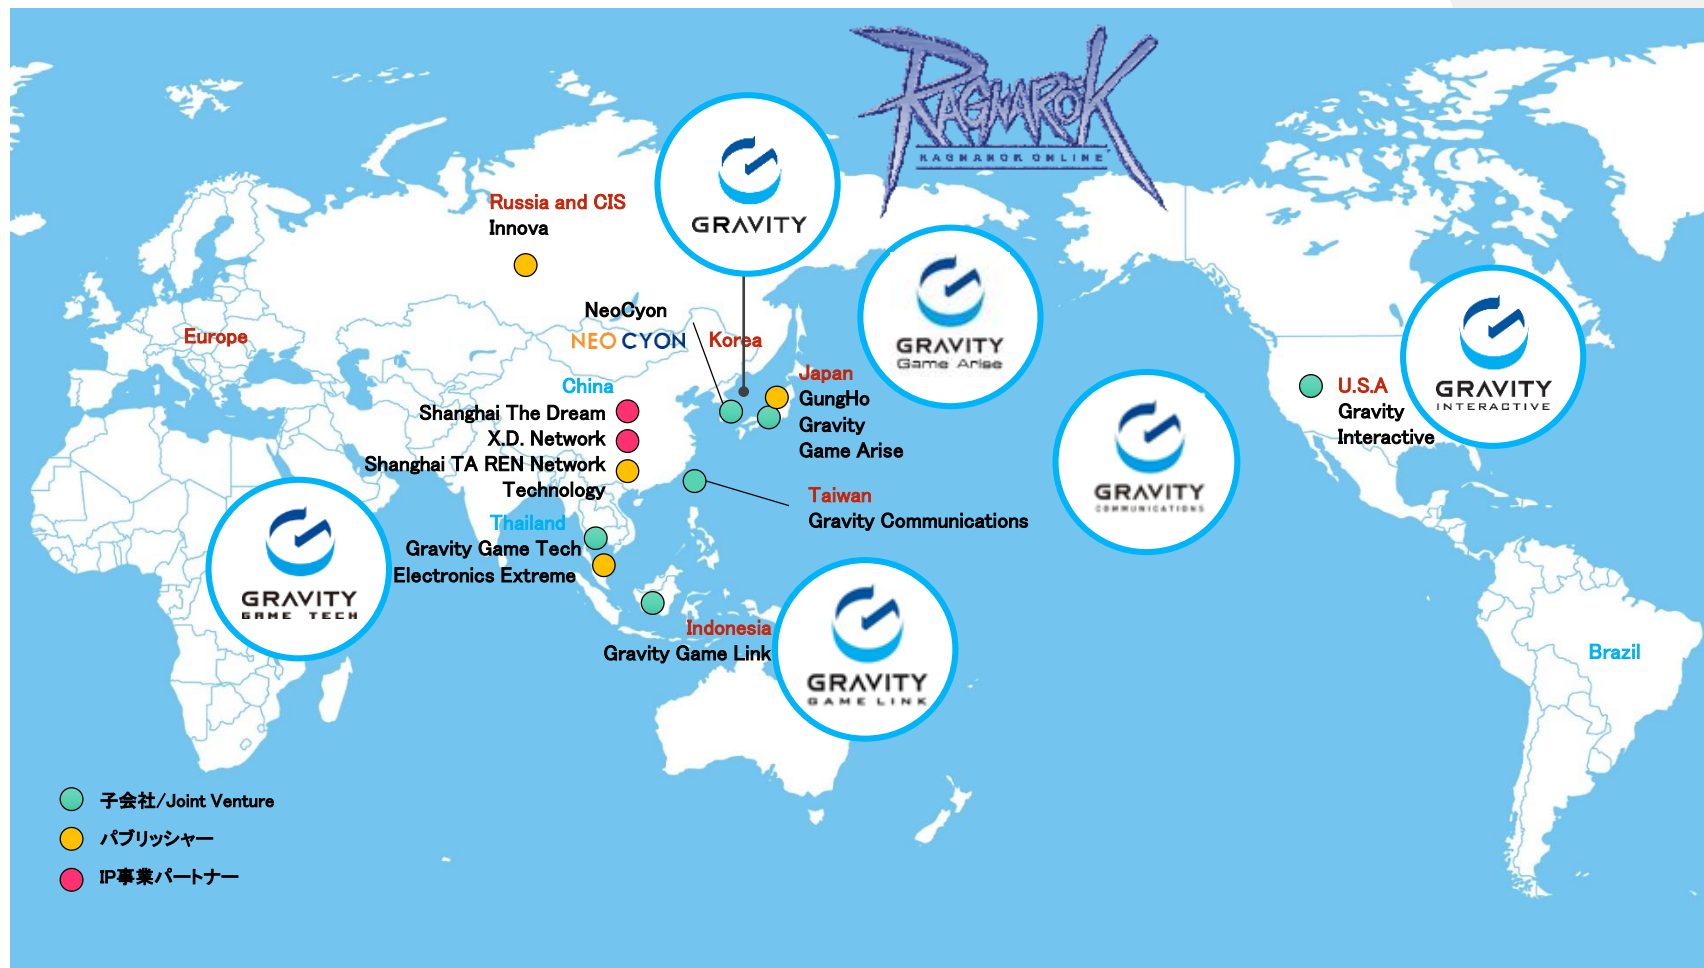 RAGNAROK
RAGNAROK ONLINE
GRAVITY
Russia and CIS
Innova
GRAVITY
Game Arise
NeoCyon
NEO CYON
Korea
Europe
China
Shanghai The Dream
X.D. Network
Shanghai TA REN Network
Technology
Japan
GungHo
Gravity
Game Arise
U.S.A
Gravity
Interactive
GRAVITY
INTERACTIVE
Taiwan
Gravity Communications
GRAVITY
COMMUNICATIONS
Thailand
Gravity Game Tech
Electronics Extreme
GRAVITY
GAME TECH
Indonesia
Gravity Game Link
GRAVITY
GAME LINK
Brazil
子会社/Joint Venture
パブリッシャー
IP事業パートナー